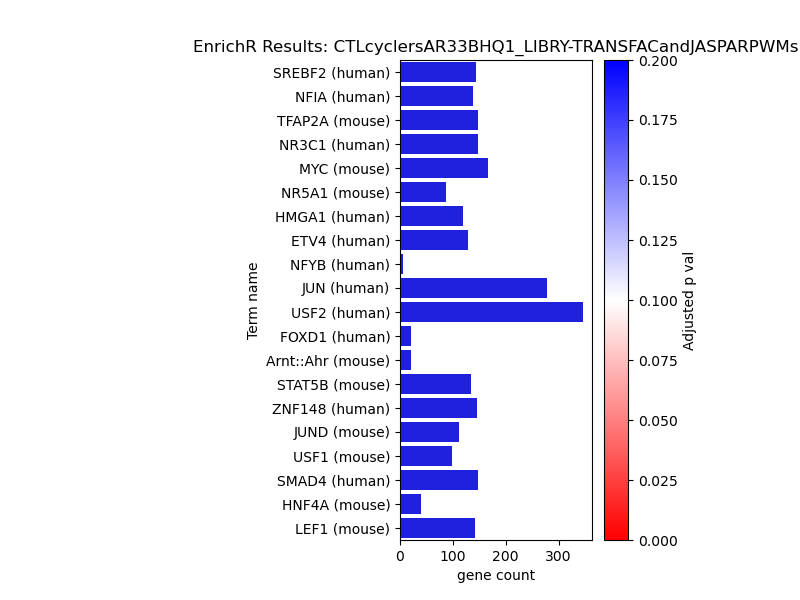 EnrichR Results: CTLcyclersAR33BHQ1_LIBRY-TRANSFACandJASPARPWMs
SREBF2 (human)
NFIA (human)
TFAP2A (mouse)
NR3C1 (human)
MYC (mouse)
NR5A1 (mouse)
HMGA1 (human)
ETV4 (human)
NFYB (human)
JUN (human)
USF2 (human)
FOXD1 (human)
Arnt::Ahr (mouse)
STAT5B (mouse)
ZNF148 (human)
JUND (mouse)
USF1 (mouse)
SMAD4 (human)
HNF4A (mouse)
LEF1 (mouse)
Term name
0 100 200 300
gene count
0.200
0.175
0.150
0.125
0.100
0.075
0.050
0.025
0.000
Adjusted p val